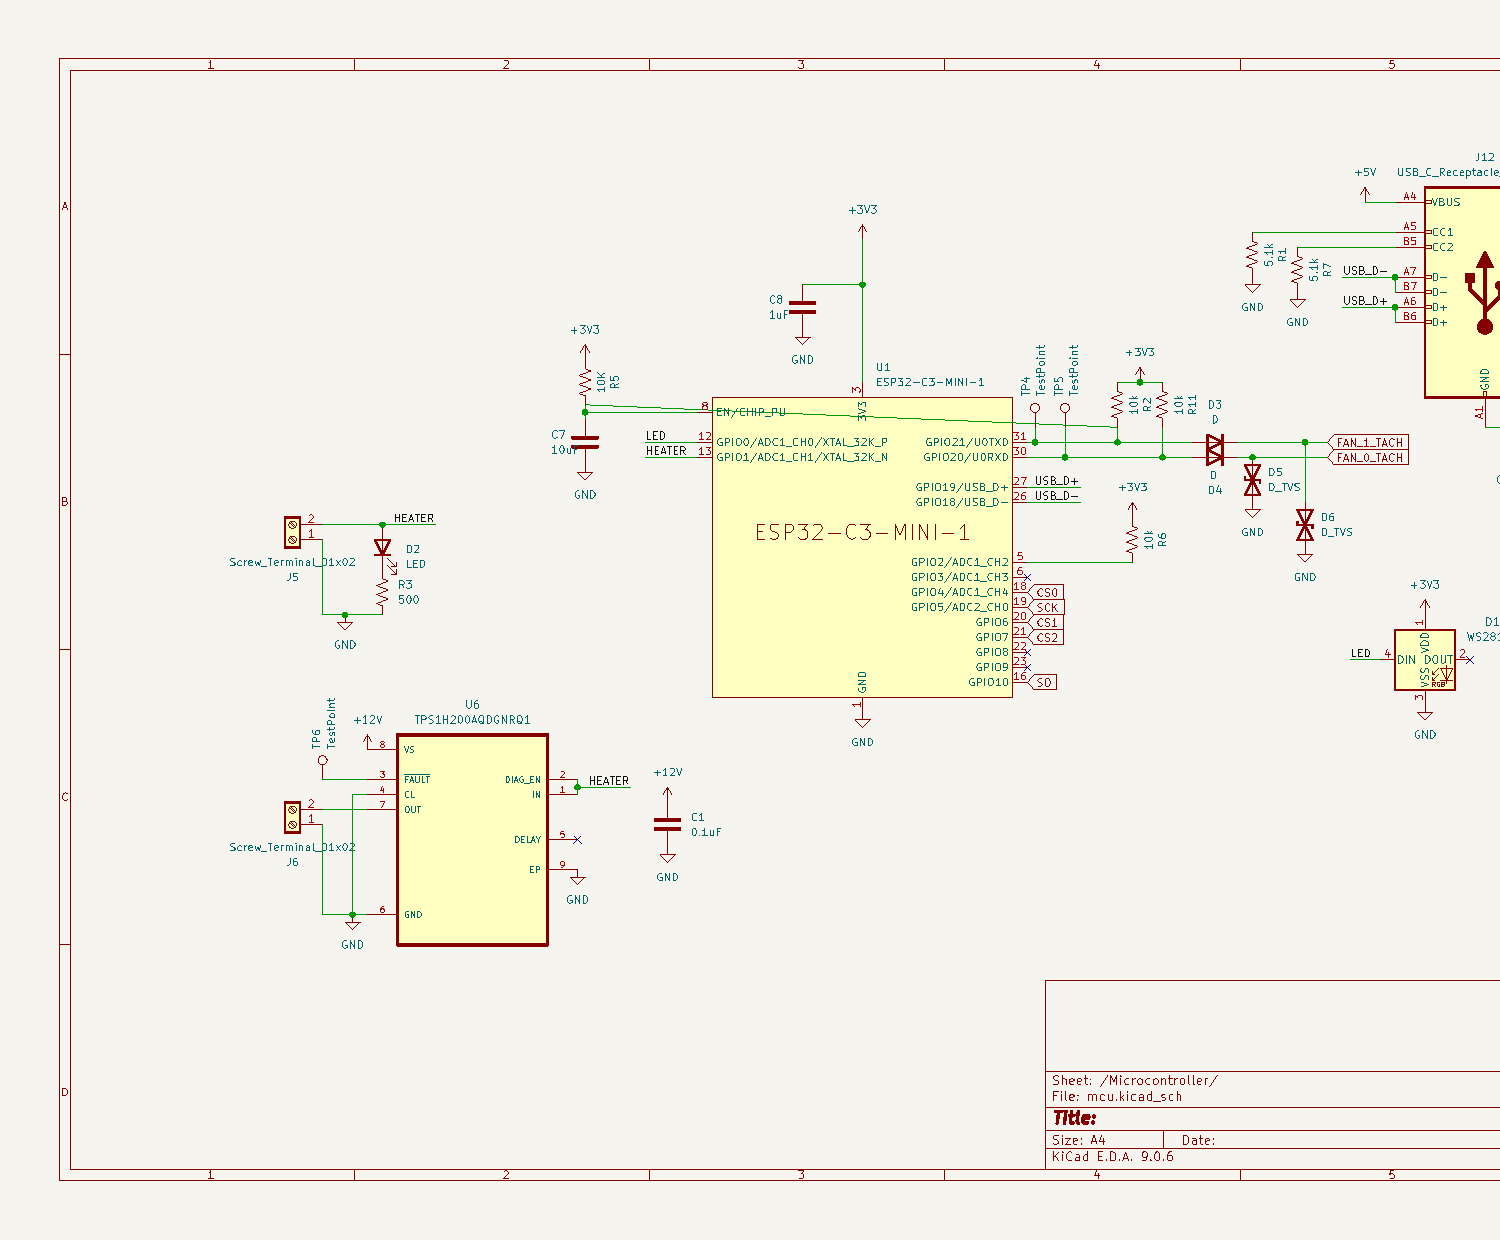 1 2 3 4 5
A
B
C
D
J12
USB_C_Receptacle
+5V
A4 VBUS
A5 CC1
B5 CC2
USB_D- A7 D-
B7 D-
USB_D+ A6 D+
B6 D+
GND
A1
5.1k R1
5.1k R7
GND
GND
+3V3
C8
1uF
GND
+3V3
10K R5
C7
10uF
GND
U1
ESP32-C3-MINI-1
3
3V3
8 EN/CHIP_PU
LED 12 GPIO0/ADC1_CH0/XTAL_32K_P
HEATER 13 GPIO1/ADC1_CH1/XTAL_32K_N
GPIO21/U0TXD 31
GPIO20/U0RXD 30
GPIO19/USB_D+ 27 USB_D+
GPIO18/USB_D- 26 USB_D-
ESP32-C3-MINI-1
GPIO2/ADC1_CH2 5
GPIO3/ADC1_CH3 6
GPIO4/ADC1_CH4 18 CS0
GPIO5/ADC2_CH0 19 SCK
GPIO6 20 CS1
GPIO7 21 CS2
GPIO8 22
GPIO9 23
GPIO10 16 SO
GND
1
GND
TP4 TestPoint
TP5 TestPoint
+3V3
10k R2
10k R11
D3
D
D
D4
FAN_1_TACH
FAN_0_TACH
D5
D_TVS
GND
D6
D_TVS
GND
+3V3
10k R6
2
1
Screw_Terminal_01x02
J5
HEATER
D2
LED
R3
500
GND
+3V3
D1
1
VDD
LED 4 DIN DOUT 2
VSS
RGB
3
GND
U6
TPS1H200AQDGNRQ1
TP6 TestPoint
+12V
8 VS
3 FAULT
4 CL
7 OUT
6 GND
DIAG_EN 2
IN 1
HEATER
DELAY 5
EP 9
GND
2
1
Screw_Terminal_01x02
J6
GND
+12V
C1
0.1uF
GND
Sheet: /Microcontroller/
File: mcu.kicad_sch
Title:
Size: A4 Date:
KiCad E.D.A. 9.0.6
1 2 3 4 5